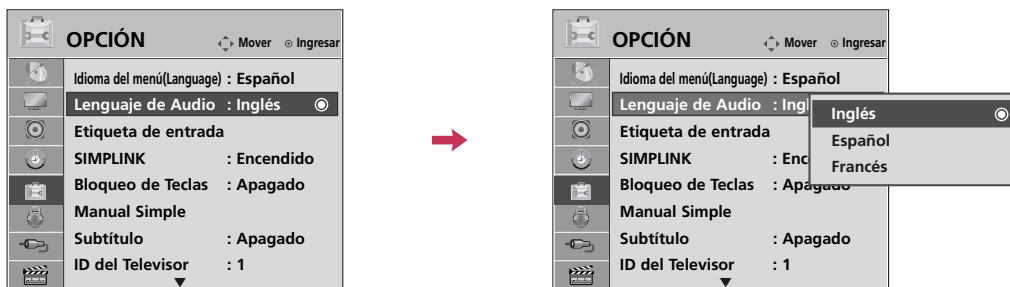 OPCIÓN Mover Ingresar
Idioma del menú(Language) : Español
Lenguaje de Audio : Inglés
Etiqueta de entrada
SIMPLINK : Encendido
Bloqueo de Teclas : Apagado
Manual Simple
Subtítulo : Apagado
ID del Televisor : 1
OPCIÓN Mover Ingresar
Idioma del menú(Language) : Español
Lenguaje de Audio : Ingl
Etiqueta de entrada
SIMPLINK : Enc
Bloqueo de Teclas : Apagado
Manual Simple
Subtítulo : Apagado
ID del Televisor : 1
Inglés
Español
Francés